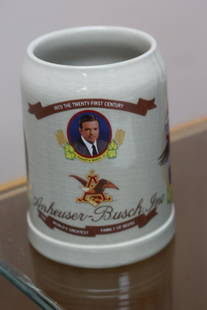 INTO THE TWENTY FIRST CENTURY
Anheuser-Busch, Inc
WORLD'S GREATEST FAMILY OF BEERS